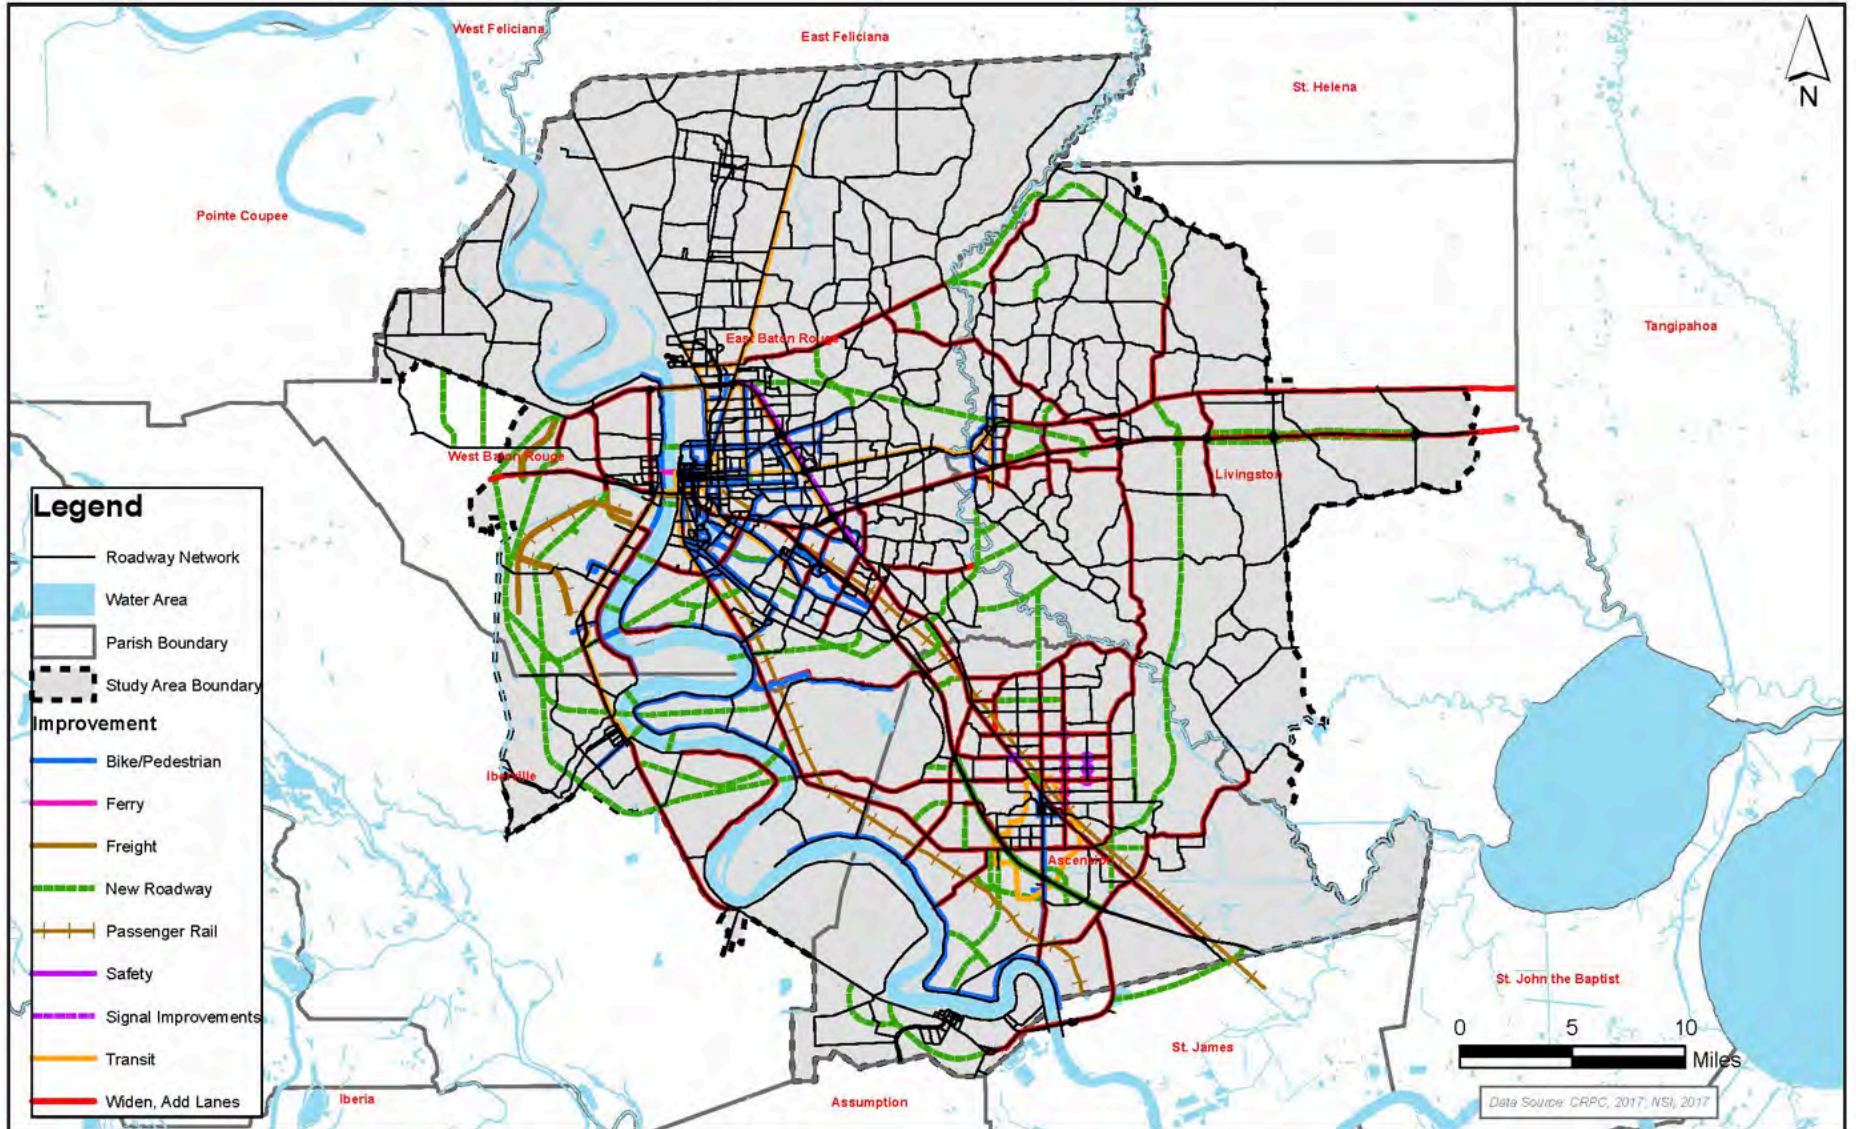 West Feliciana
East Feliciana
St. Helena
N
Pointe Coupee
Tangipahoa
East Baton Rouge
West Baton Rouge
Livingston
Iberville
Ascension
St. John the Baptist
St. James
Assumption
Iberia
Legend
Roadway Network
Water Area
Parish Boundary
Study Area Boundary
Improvement
Bike/Pedestrian
Ferry
Freight
New Roadway
Passenger Rail
Safety
Signal Improvements
Transit
Widen, Add Lanes
0 5 10
Miles
Data Source: CRPC, 2017; NSI, 2017